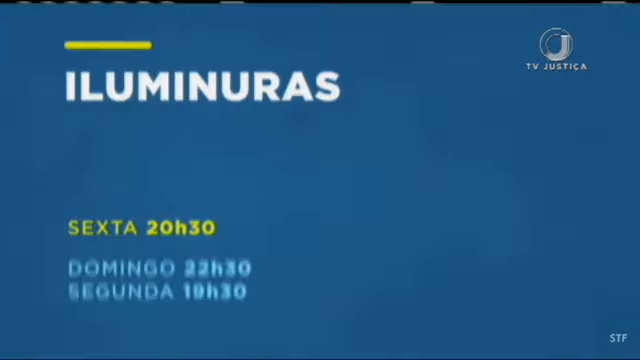 TV JUSTIÇA
ILUMINURAS
SEXTA 20h30
DOMINGO 22h30
SEGUNDA 19h30
STF